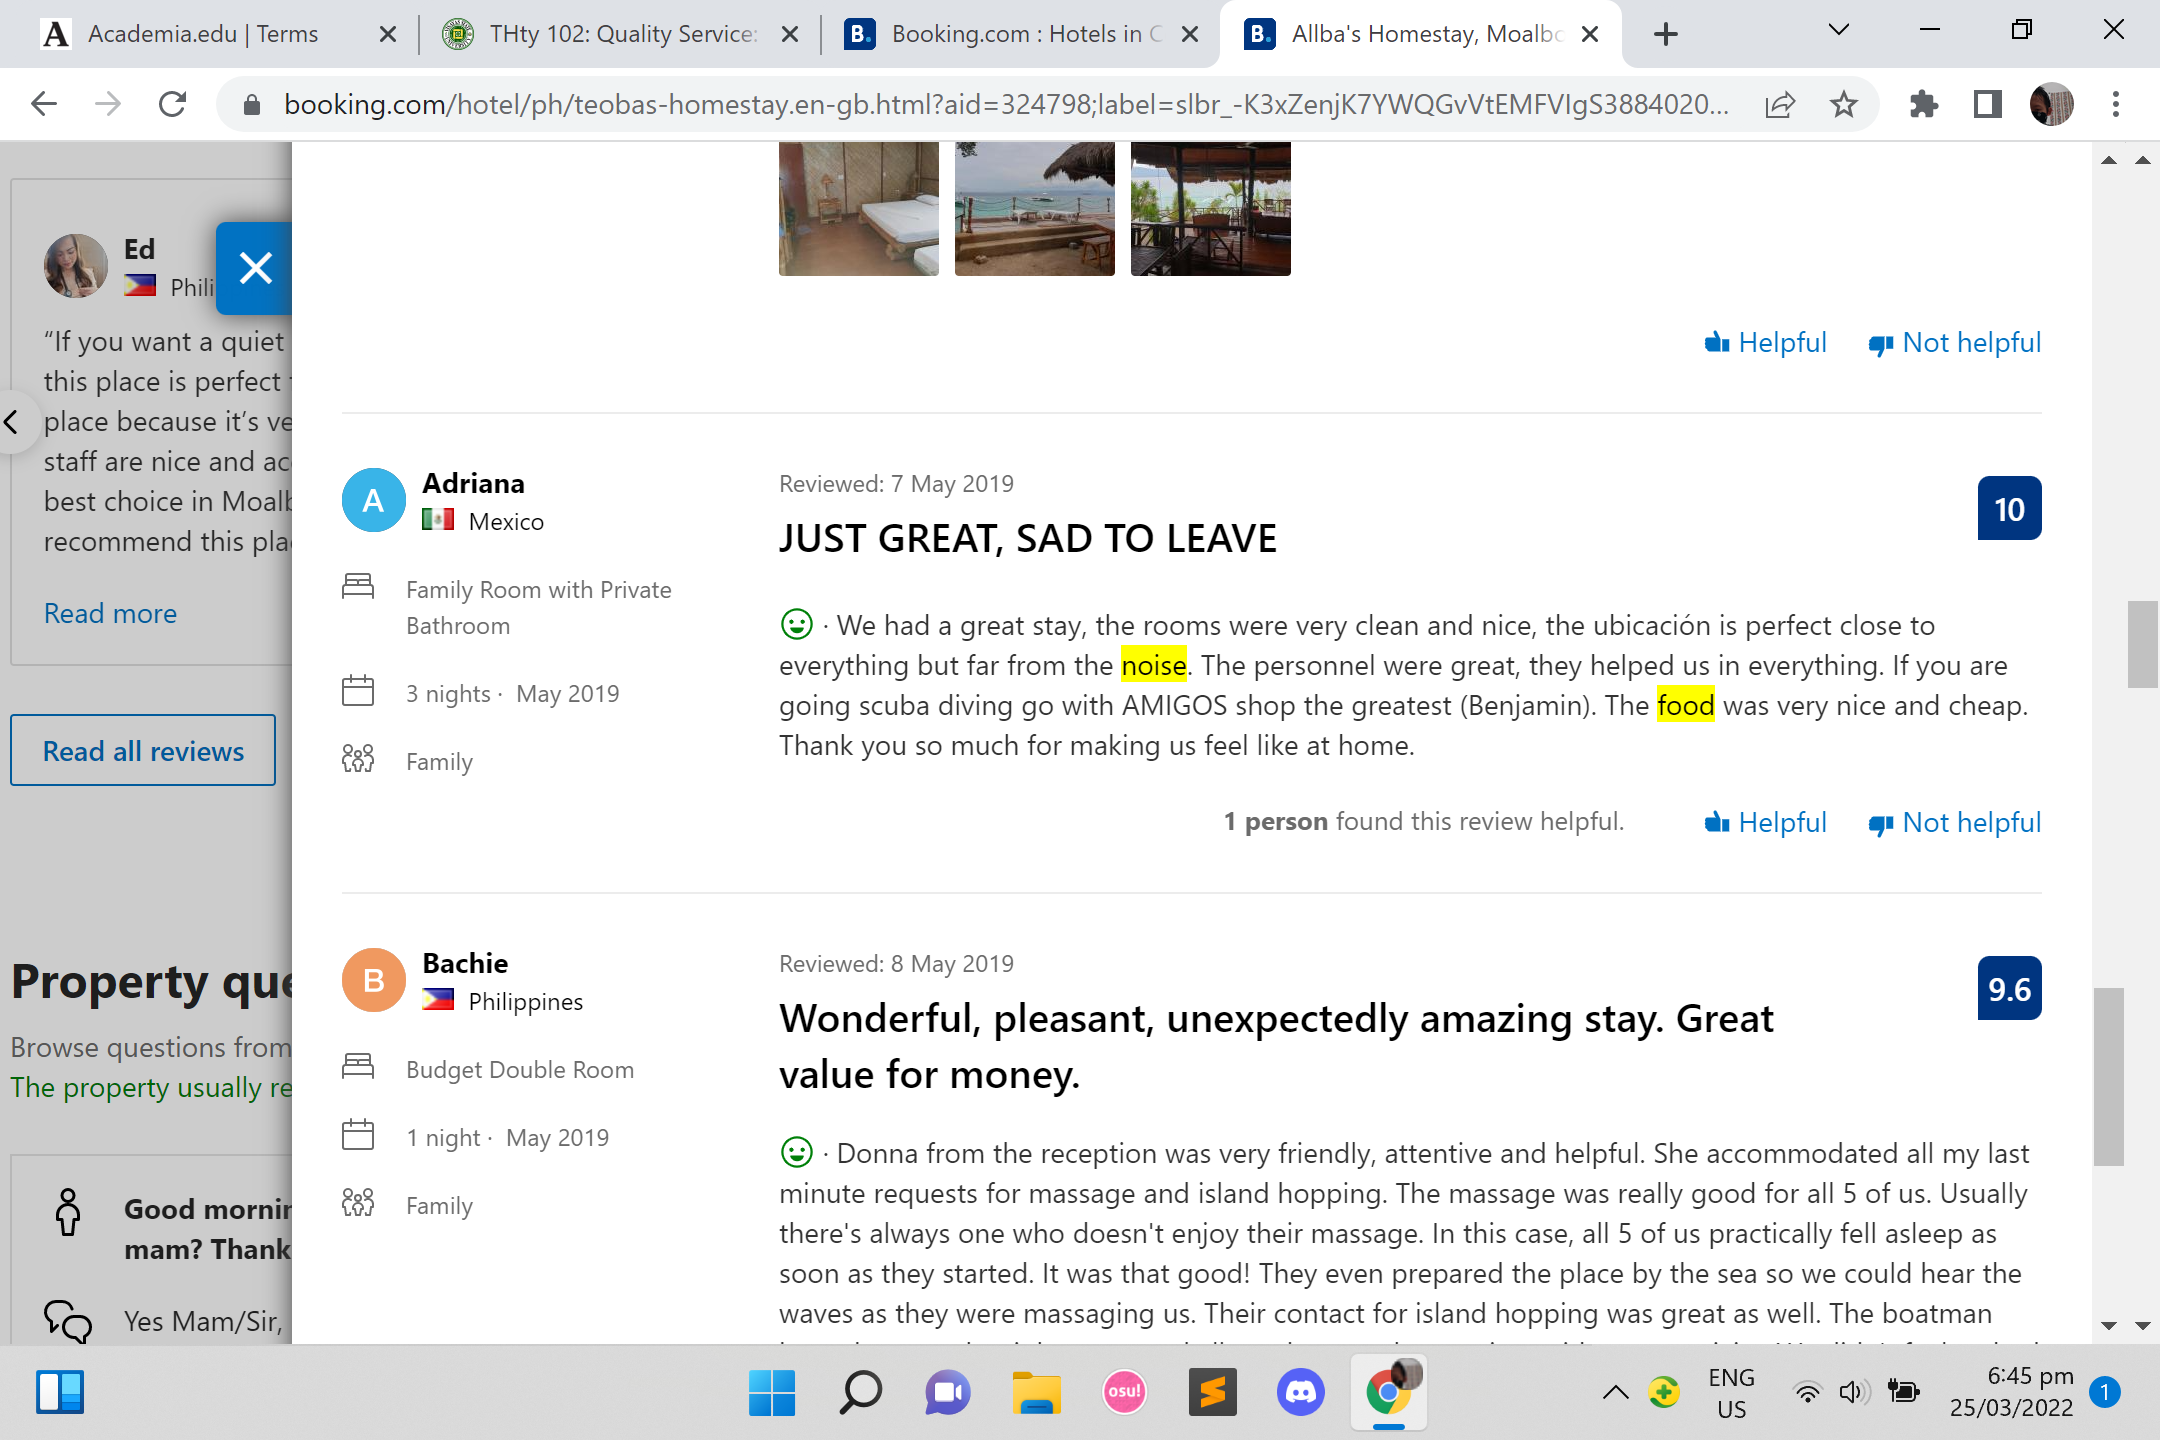 Academia.edu | Terms
THty 102: Quality Service:
Booking.com : Hotels in C
Allba's Homestay, Moalbo
booking.com/hotel/ph/teobas-homestay.en-gb.html?aid=324798;label=slbr_-K3xZenjK7YWQGvVtEMFVIgS3884020...
Ed
Phili
“If you want a quiet
this place is perfect
place because it’s ve
staff are nice and ac
best choice in Moalb
recommend this pla
Read more
Read all reviews
Property que
Browse questions from
The property usually re
Good mornin
mam? Thank
Yes Mam/Sir,
Helpful
Not helpful
A
Adriana
Mexico
Family Room with Private
Bathroom
3 nights · May 2019
Family
Reviewed: 7 May 2019
10
JUST GREAT, SAD TO LEAVE
· We had a great stay, the rooms were very clean and nice, the ubicación is perfect close to
everything but far from the noise. The personnel were great, they helped us in everything. If you are
going scuba diving go with AMIGOS shop the greatest (Benjamin). The food was very nice and cheap.
Thank you so much for making us feel like at home.
1 person found this review helpful.
Helpful
Not helpful
B
Bachie
Philippines
Budget Double Room
1 night · May 2019
Family
Reviewed: 8 May 2019
9.6
Wonderful, pleasant, unexpectedly amazing stay. Great
value for money.
· Donna from the reception was very friendly, attentive and helpful. She accommodated all my last
minute requests for massage and island hopping. The massage was really good for all 5 of us. Usually
there's always one who doesn't enjoy their massage. In this case, all 5 of us practically fell asleep as
soon as they started. It was that good! They even prepared the place by the sea so we could hear the
waves as they were massaging us. Their contact for island hopping was great as well. The boatman
osu!
ENG
US
6:45 pm
25/03/2022
1